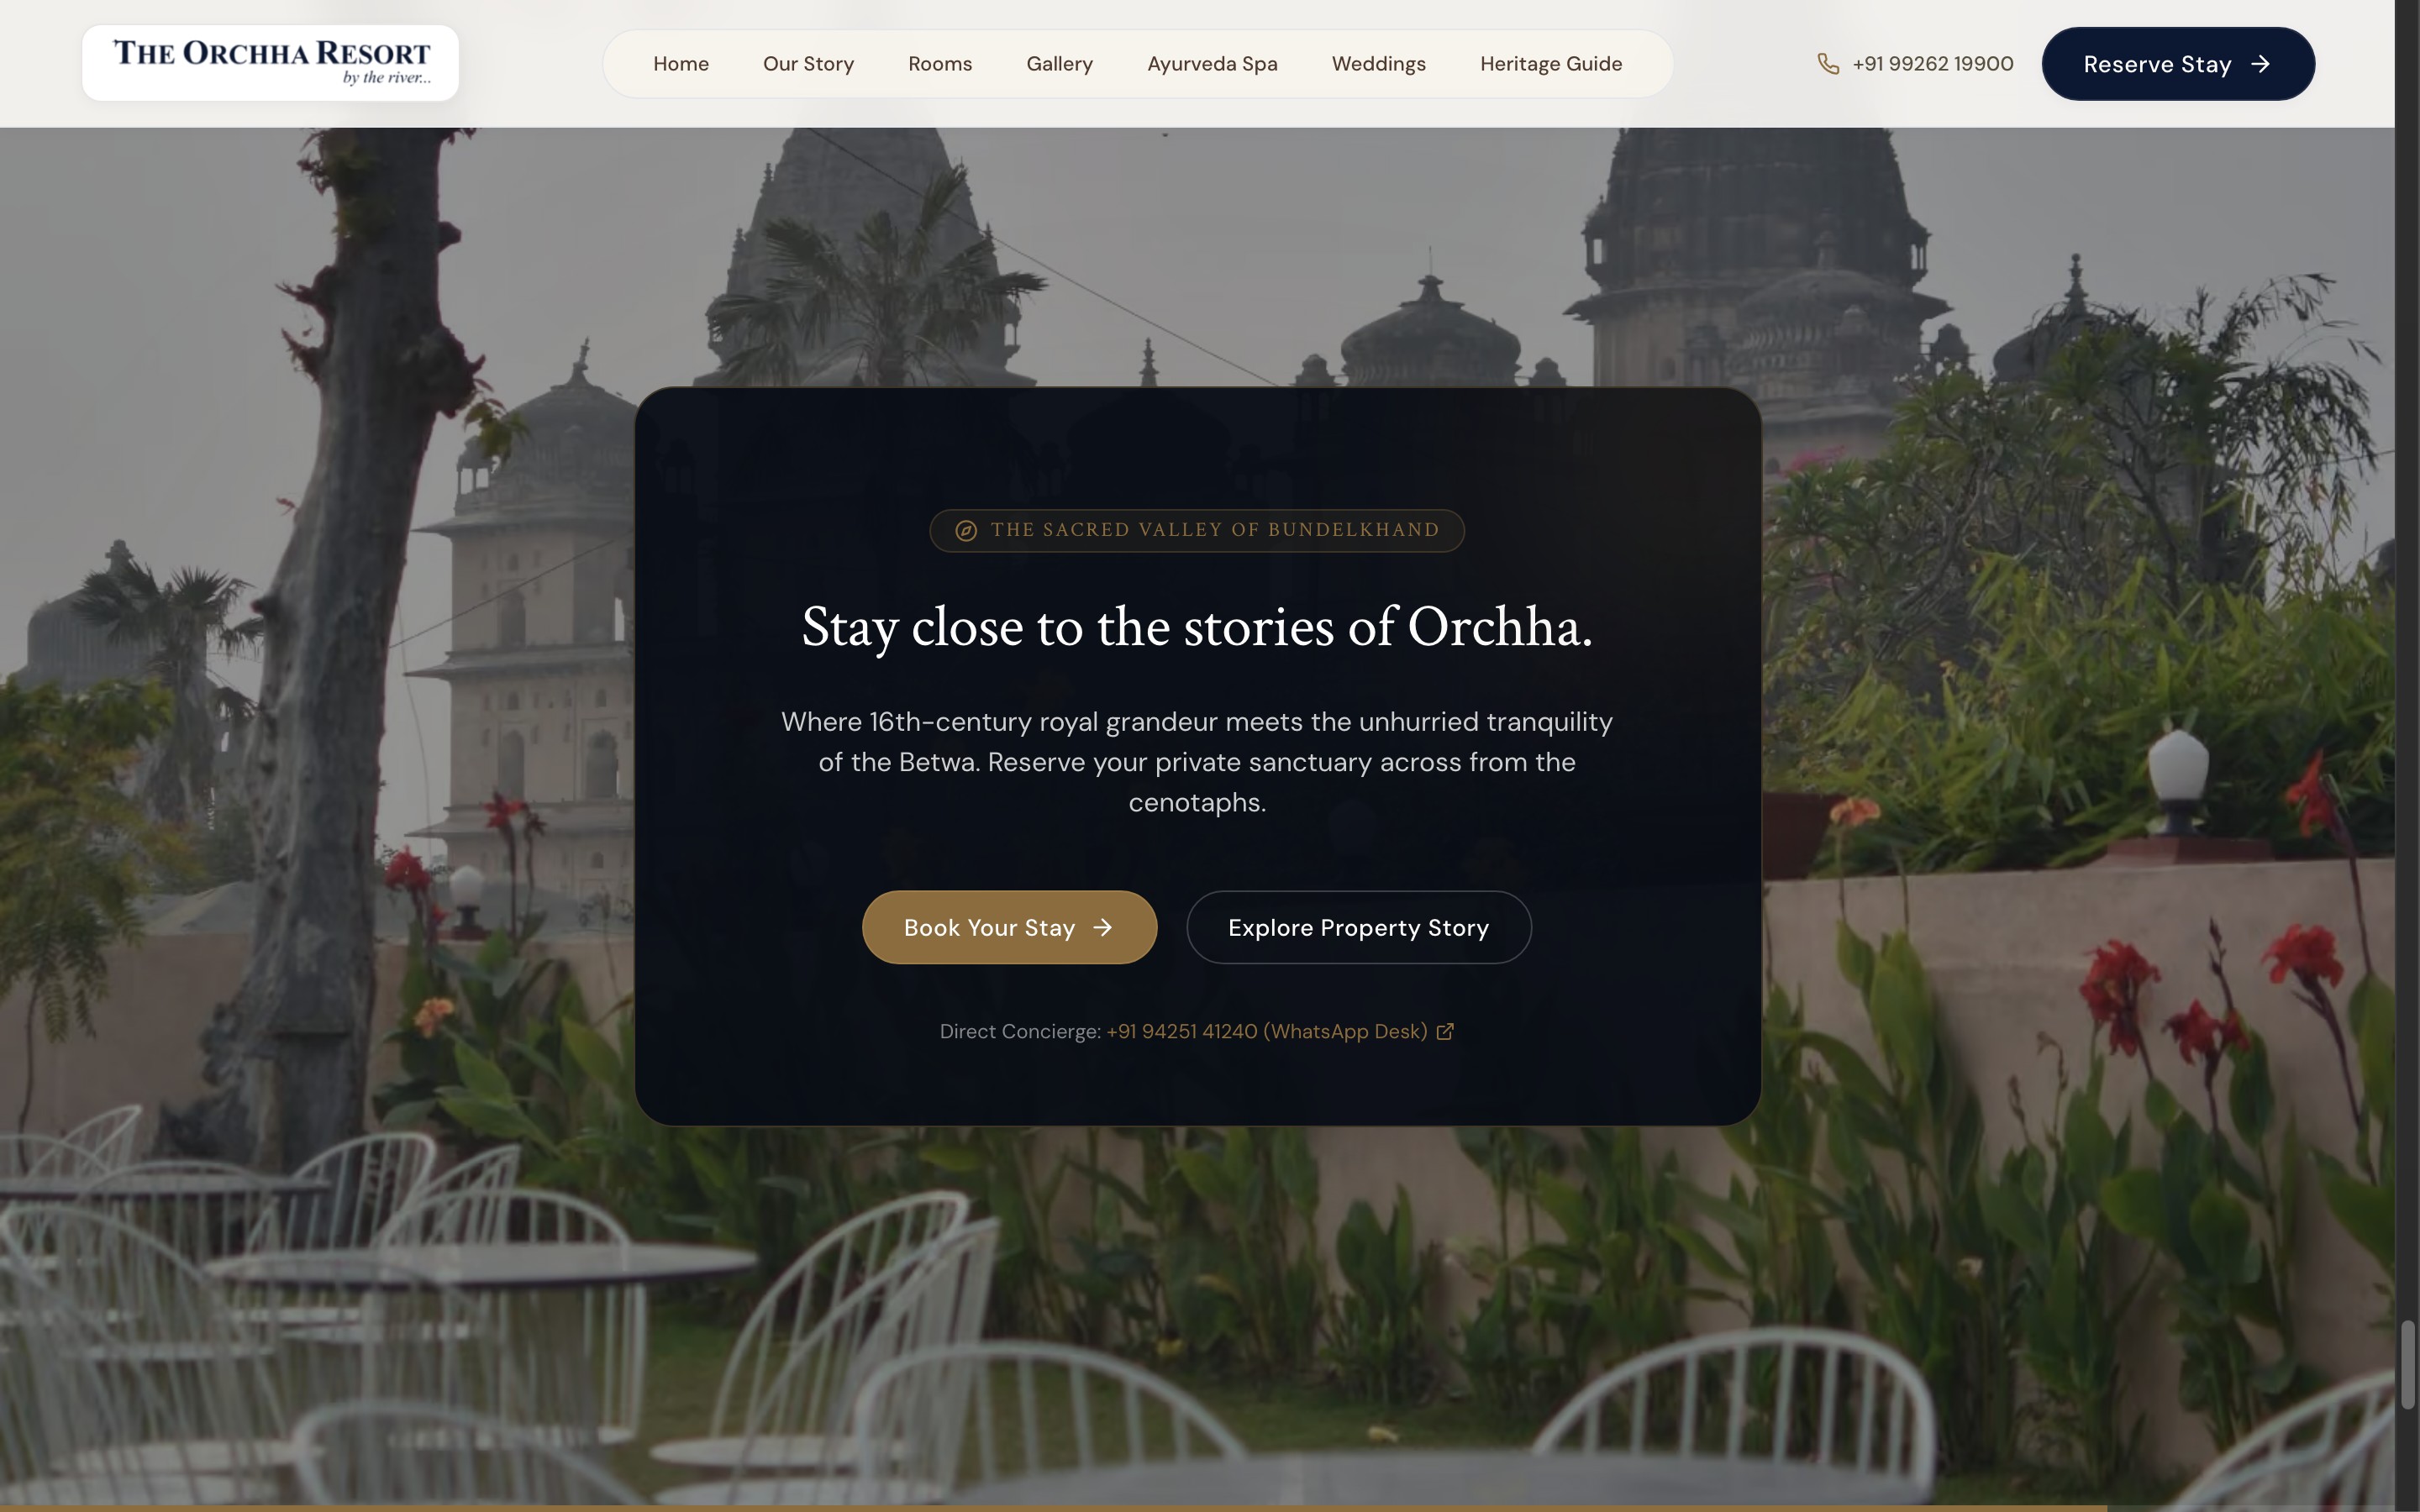 THE ORCHHA RESORT
by the river...
Home
Our Story
Rooms
Gallery
Ayurveda Spa
Weddings
Heritage Guide
+91 99262 19900
Reserve Stay
THE SACRED VALLEY OF BUNDELKHAND
Stay close to the stories of Orchha.
Where 16th-century royal grandeur meets the unhurried tranquility
of the Betwa. Reserve your private sanctuary across from the
cenotaphs.
Book Your Stay
Explore Property Story
Direct Concierge: +91 94251 41240 (WhatsApp Desk)